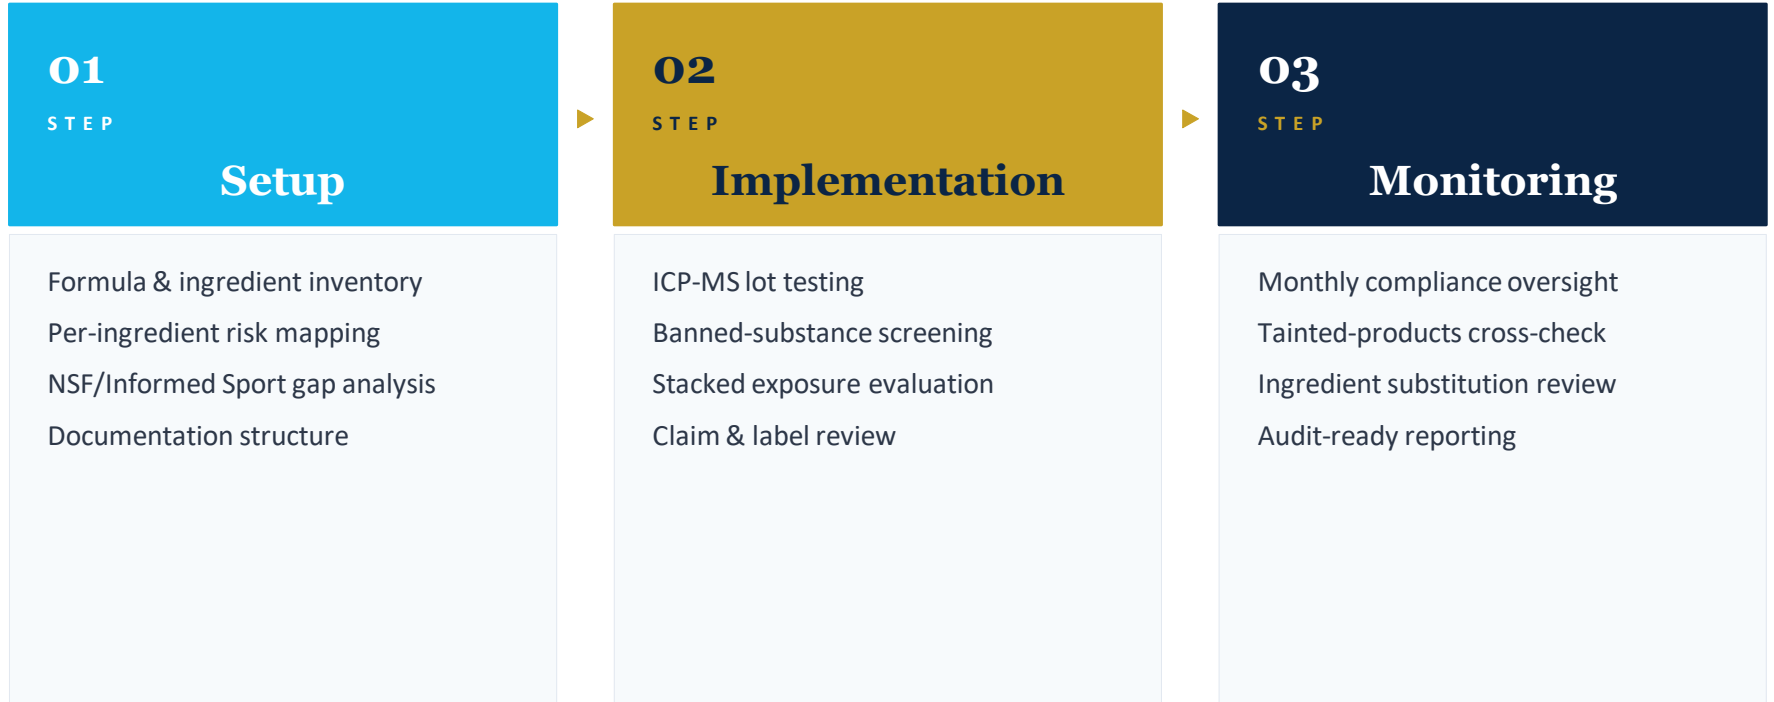 01
STEP
Setup
Formula & ingredient inventory
Per-ingredient risk mapping
NSF/Informed Sport gap analysis
Documentation structure
02
STEP
Implementation
ICP-MS lot testing
Banned-substance screening
Stacked exposure evaluation
Claim & label review
03
STEP
Monitoring
Monthly compliance oversight
Tainted-products cross-check
Ingredient substitution review
Audit-ready reporting